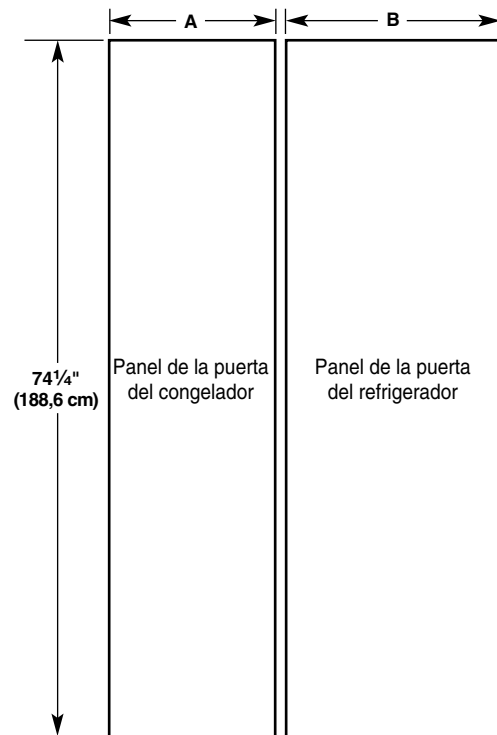 A
B
74¼"
(188,6 cm)
Panel de la puerta
del congelador
Panel de la puerta
del refrigerador